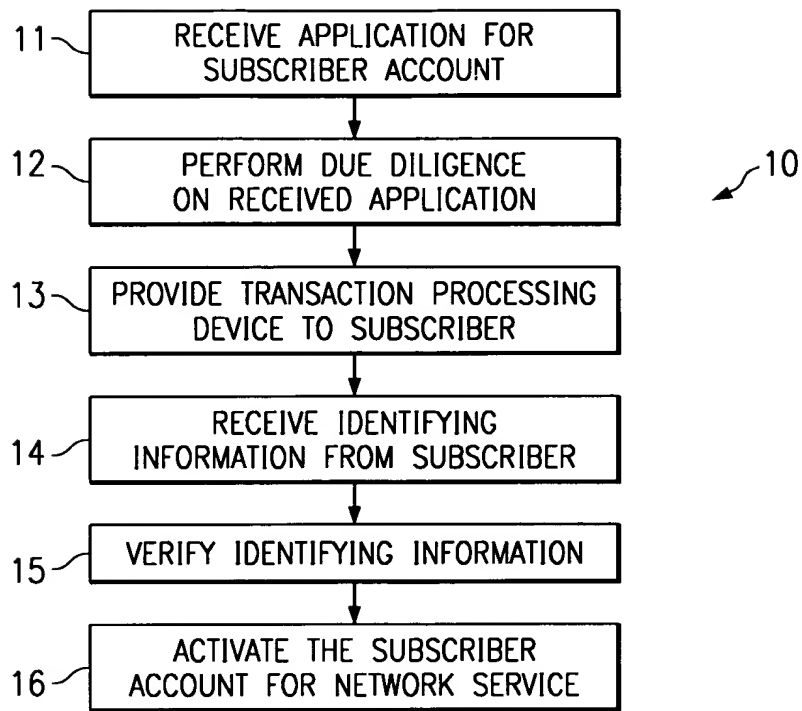 11
RECEIVE APPLICATION FOR
SUBSCRIBER ACCOUNT
12
PERFORM DUE DILIGENCE
ON RECEIVED APPLICATION
10
13
PROVIDE TRANSACTION PROCESSING
DEVICE TO SUBSCRIBER
14
RECEIVE IDENTIFYING
INFORMATION FROM SUBSCRIBER
15
VERIFY IDENTIFYING INFORMATION
16
ACTIVATE THE SUBSCRIBER
ACCOUNT FOR NETWORK SERVICE